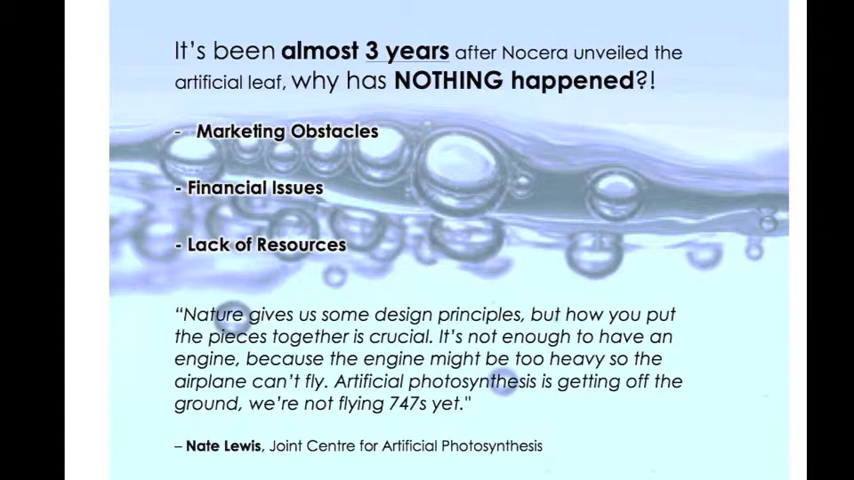 It's been almost 3 years after Nocera unveiled the
artificial leaf, why has NOTHING happened?!
- Marketing Obstacles
- Financial Issues
- Lack of Resources
“Nature gives us some design principles, but how you put
the pieces together is crucial. It's not enough to have an
engine, because the engine might be too heavy so the
airplane can't fly. Artificial photosynthesis is getting off the
ground, we're not flying 747s yet."
– Nate Lewis, Joint Centre for Artificial Photosynthesis